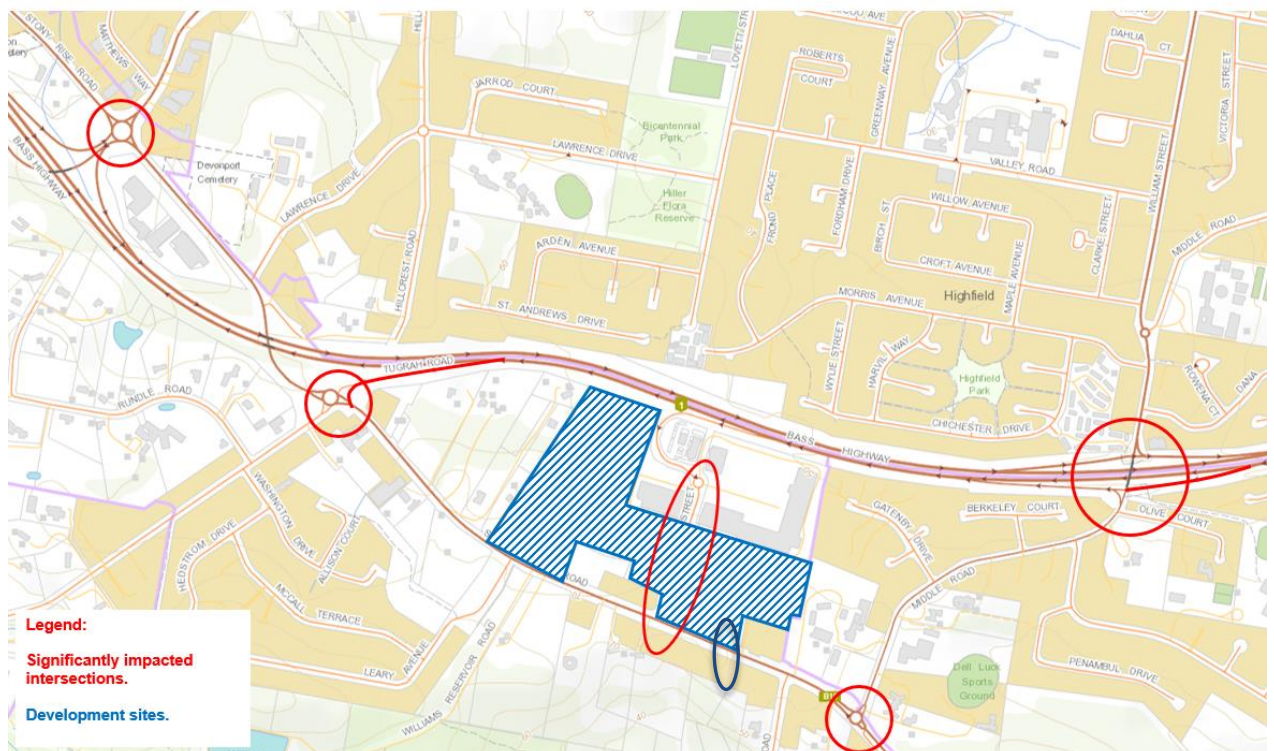 STONY RISE ROAD
MATTHEWS WAY
BASS HIGHWAY
Devonport
Cemetery
LAWRENCE DRIVE
HILLCREST ROAD
JARROD COURT
LAWRENCE DRIVE
Bicentennial
Park
Hiller
Flora
Reserve
ARDEN AVENUE
ST ANDREWS DRIVE
LOVETT STREET
FROND PLACE
ROBERTS
COURT
GREENWAY AVENUE
FORDHAM DRIVE
BIRCH ST
VALLEY ROAD
WILLOW AVENUE
CROFT AVENUE
MAPLE AVENUE
CLARKE STREET
WILLIAM STREET
DAHLIA CT
VICTORIA STREET
MIDDLE ROAD
MORRIS AVENUE
Highfield
WYLIE STREET
HARVIL WAY
Highfield
Park
CHICHESTER DRIVE
ROWENA CT
DANA
TUGRAH ROAD
RUNDLE ROAD
1
BASS
HIGHWAY
STREET
GATENBY DRIVE
BERKELEY COURT
OLIVE COURT
MIDDLE ROAD
WASHINGTON
DRIVE
ALLISON COURT
HEDSTROM DRIVE
MCCALL TERRACE
LEARY AVENUE
WILLIAMS RESERVOIR ROAD
ROAD
PENAMBUL DRIVE
Dell Luck
Sports
Ground
Legend:
Significantly impacted
intersections.
Development sites.